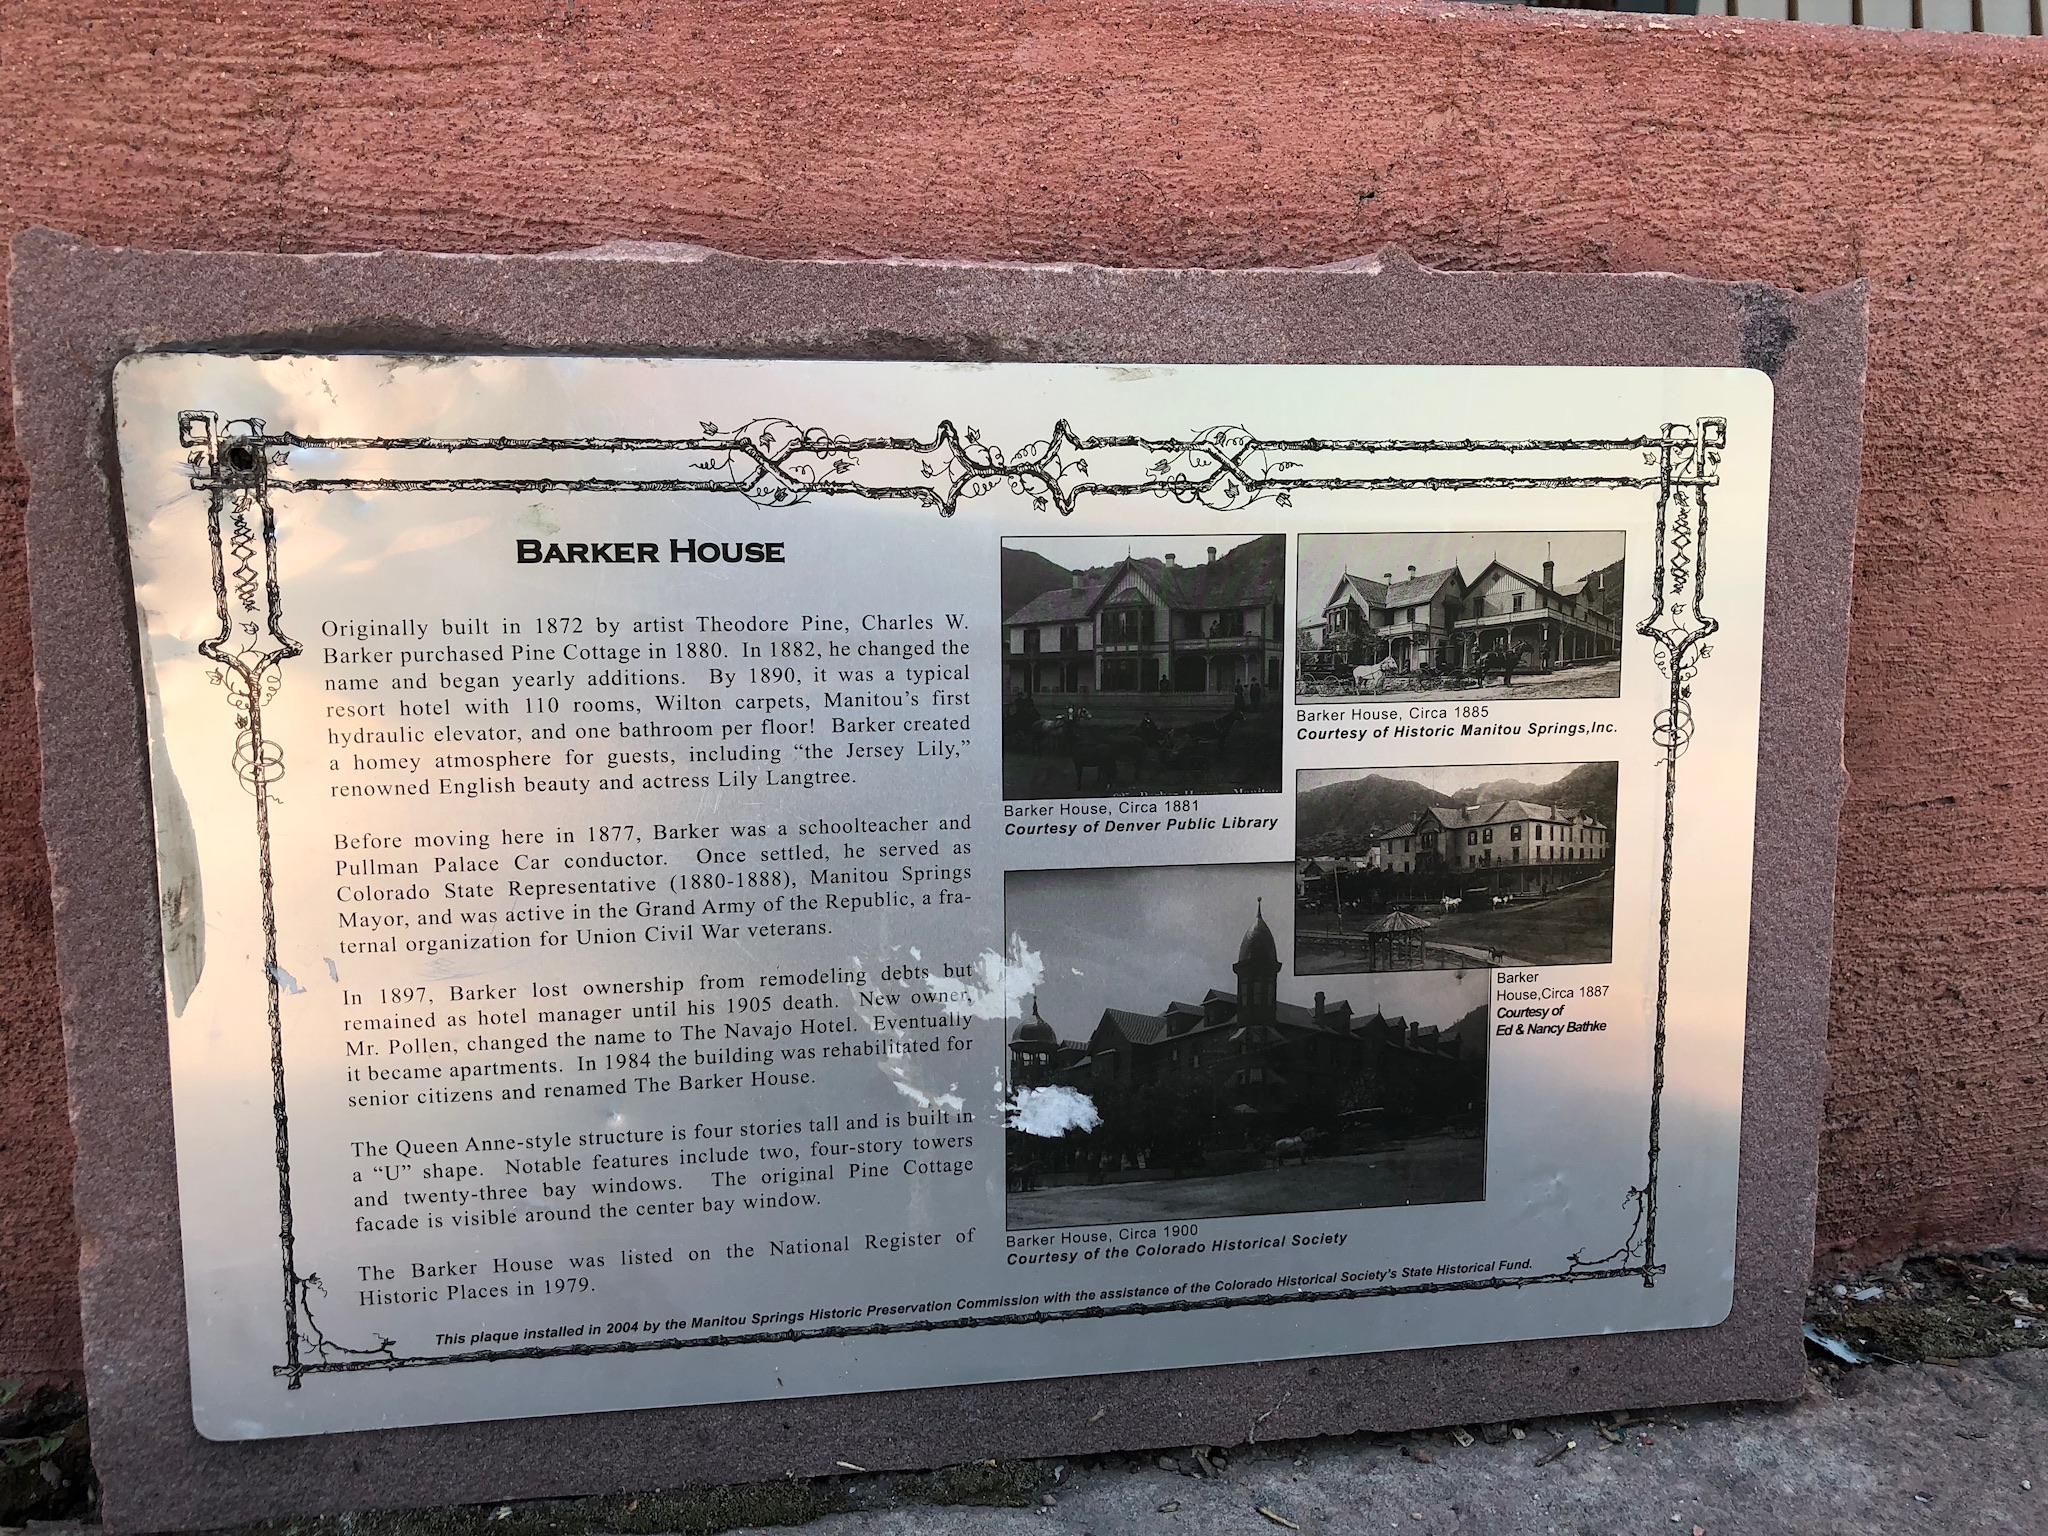 BARKER HOUSE
Originally built in 1872 by artist Theodore Pine, Charles W.
Barker purchased Pine Cottage in 1880. In 1882, he changed the
name and began yearly additions. By 1890, it was a typical
resort hotel with 110 rooms, Wilton carpets, Manitou's first
hydraulic elevator, and one bathroom per floor! Barker created
a homey atmosphere for guests, including "the Jersey Lily,"
renowned English beauty and actress Lily Langtree.
Before moving here in 1877, Barker was a schoolteacher and
Pullman Palace Car conductor. Once settled, he served as
Colorado State Representative (1880-1888), Manitou Springs
Mayor, and was active in the Grand Army of the Republic, a fra-
ternal organization for Union Civil War veterans.
In 1897, Barker lost ownership from remodeling debts but
remained as hotel manager until his 1905 death. New owner,
Mr. Pollen, changed the name to The Navajo Hotel. Eventually
it became apartments. In 1984 the building was rehabilitated for
senior citizens and renamed The Barker House.
The Queen Anne-style structure is four stories tall and is built in
a "U" shape. Notable features include two, four-story towers
and twenty-three bay windows. The original Pine Cottage
facade is visible around the center bay window.
The Barker House was listed on the National Register of
Historic Places in 1979.
Barker House, Circa 1881
Courtesy of Denver Public Library
Barker House, Circa 1885
Courtesy of Historic Manitou Springs,Inc.
Barker
House,Circa 1887
Courtesy of
Ed & Nancy Bathke
Barker House, Circa 1900
Courtesy of the Colorado Historical Society
This plaque installed in 2004 by the Manitou Springs Historic Preservation Commission with the assistance of the Colorado Historical Society's State Historical Fund.